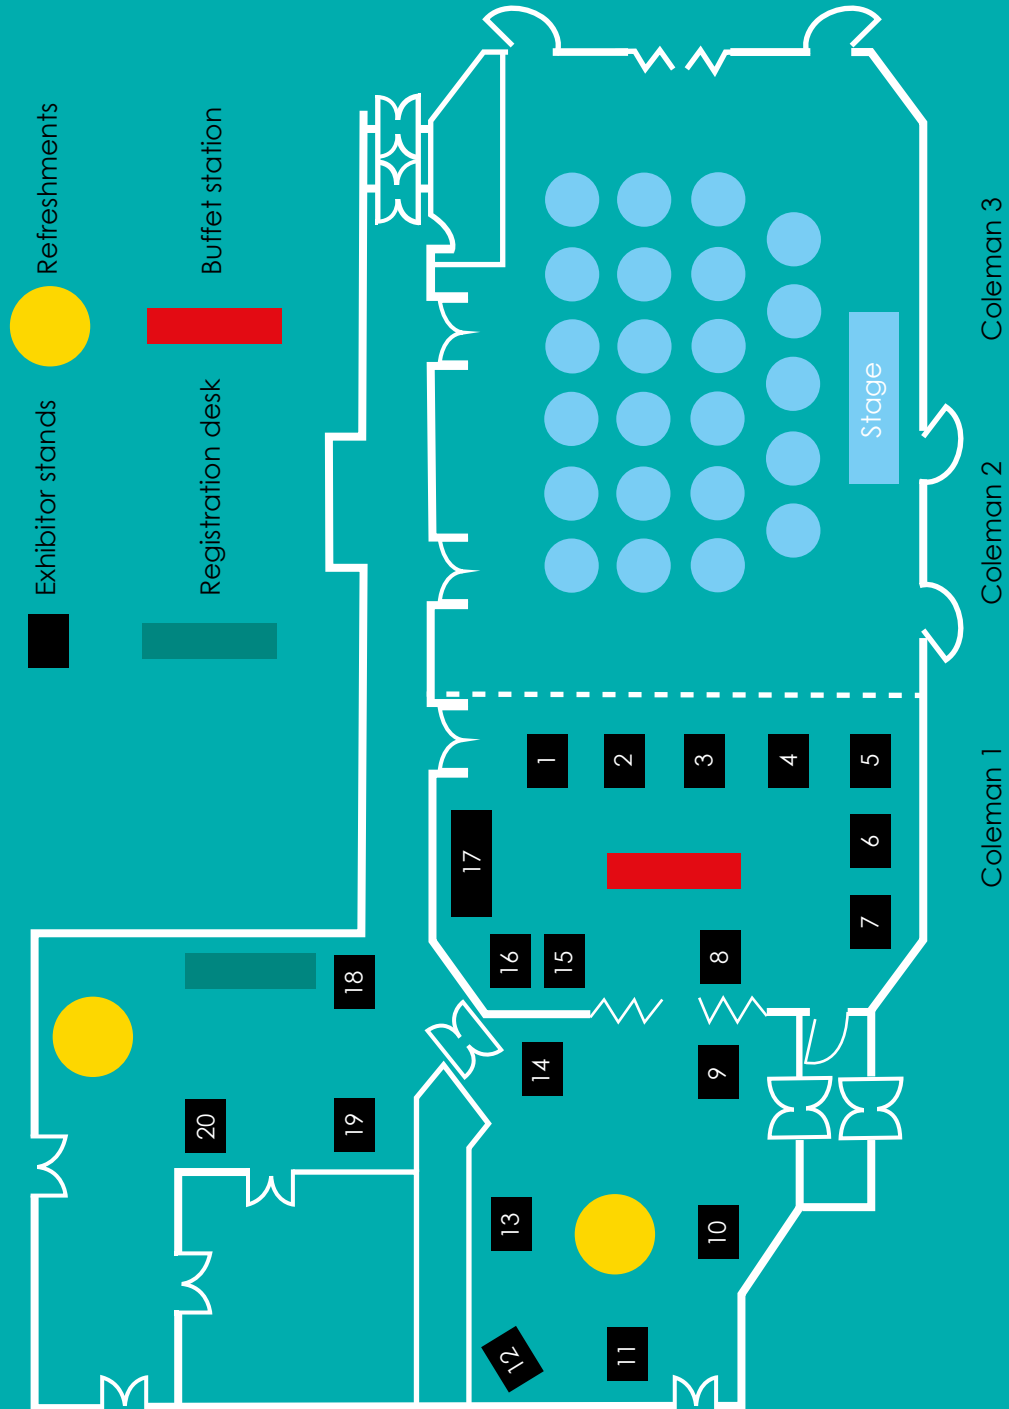 Exhibitor stands
Refreshments
Registration desk
Buffet station
20
19
18
12
13
14
16
15
17
1
11
2
10
9
8
3
4
7
6
5
Stage
Coleman 1
Coleman 2
Coleman 3